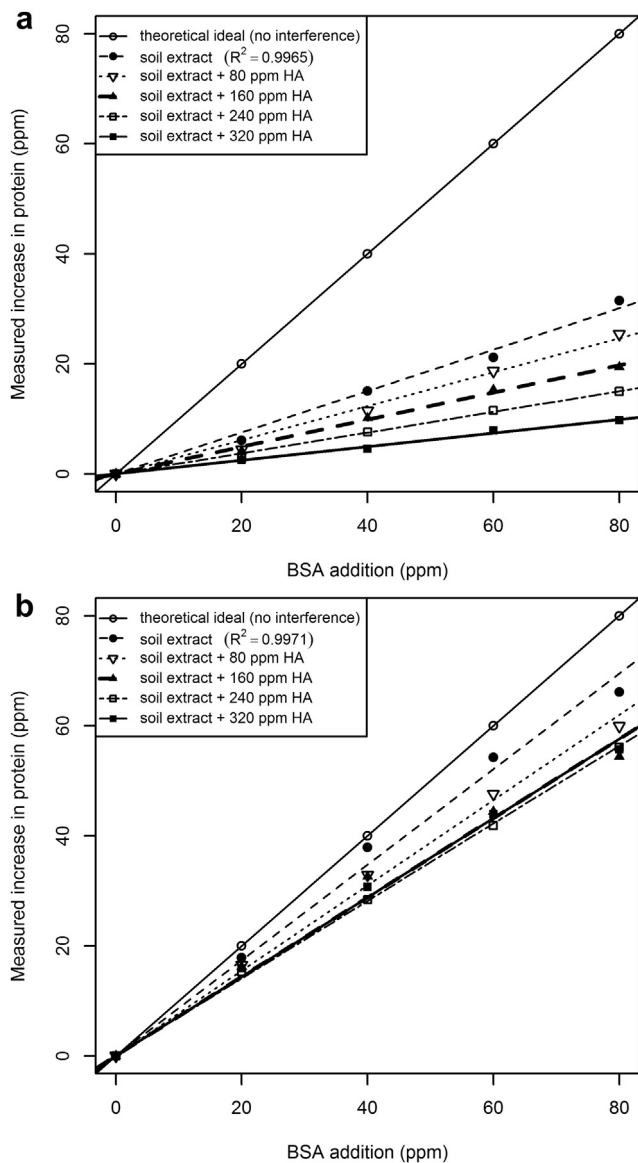 a
theoretical ideal (no interference)
soil extract (R² = 0.9965)
soil extract + 80 ppm HA
soil extract + 160 ppm HA
soil extract + 240 ppm HA
soil extract + 320 ppm HA
Measured increase in protein (ppm)
80
60
40
20
0
0 20 40 60 80
BSA addition (ppm)
b
theoretical ideal (no interference)
soil extract (R² = 0.9971)
soil extract + 80 ppm HA
soil extract + 160 ppm HA
soil extract + 240 ppm HA
soil extract + 320 ppm HA
Measured increase in protein (ppm)
80
60
40
20
0
0 20 40 60 80
BSA addition (ppm)